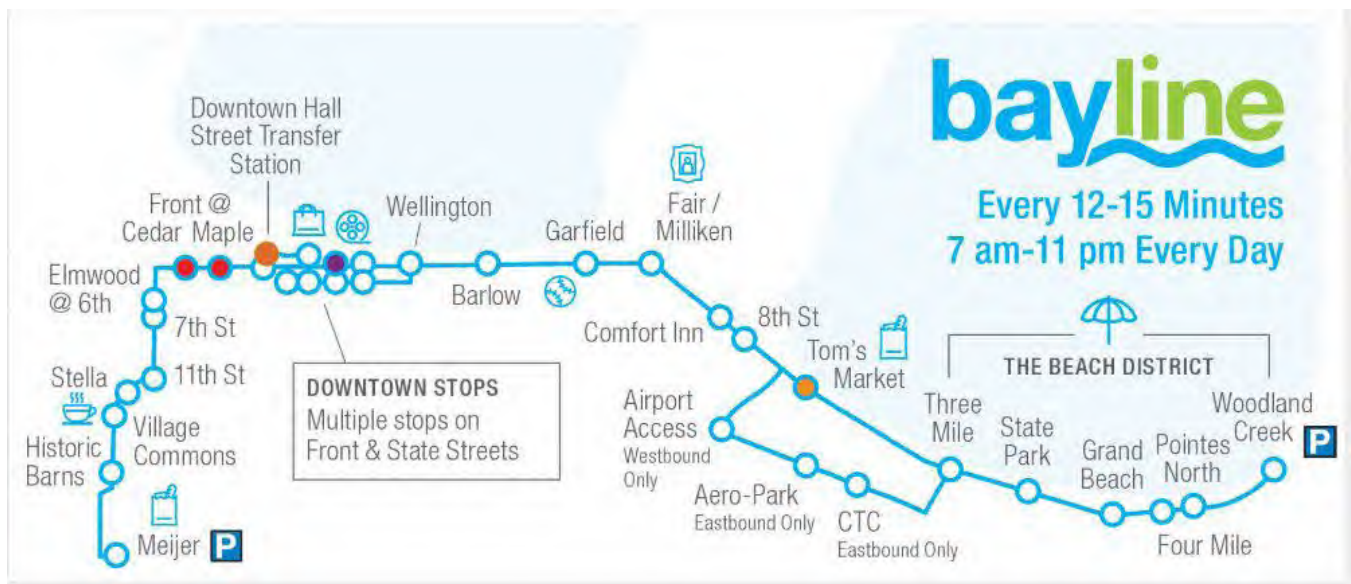 bayline
Every 12-15 Minutes
7 am-11 pm Every Day
Downtown Hall
Street Transfer
Station
Front @
Cedar Maple
Elmwood
@ 6th
7th St
11th St
Stella
Village
Commons
Historic
Barns
Meijer P
DOWNTOWN STOPS
Multiple stops on
Front & State Streets
Wellington
Barlow
Garfield
Fair /
Milliken
Comfort Inn
8th St
Tom's
Market
Airport
Access
Westbound
Only
Aero-Park
Eastbound Only
CTC
Eastbound Only
THE BEACH DISTRICT
Three
Mile
State
Park
Grand
Beach
Four Mile
Pointes
North
Woodland
Creek P